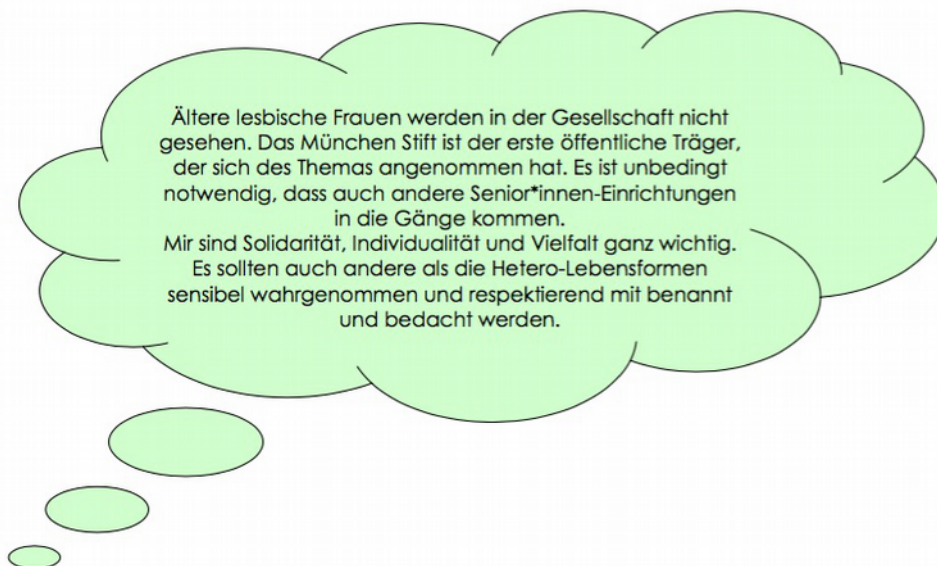 Ältere lesbische Frauen werden in der Gesellschaft nicht
gesehen. Das München Stift ist der erste öffentliche Träger,
der sich des Themas angenommen hat. Es ist unbedingt
notwendig, dass auch andere Senior*innen-Einrichtungen
in die Gänge kommen.
Mir sind Solidarität, Individualität und Vielfalt ganz wichtig.
Es sollten auch andere als die Hetero-Lebensformen
sensibel wahrgenommen und respektierend mit benannt
und bedacht werden.